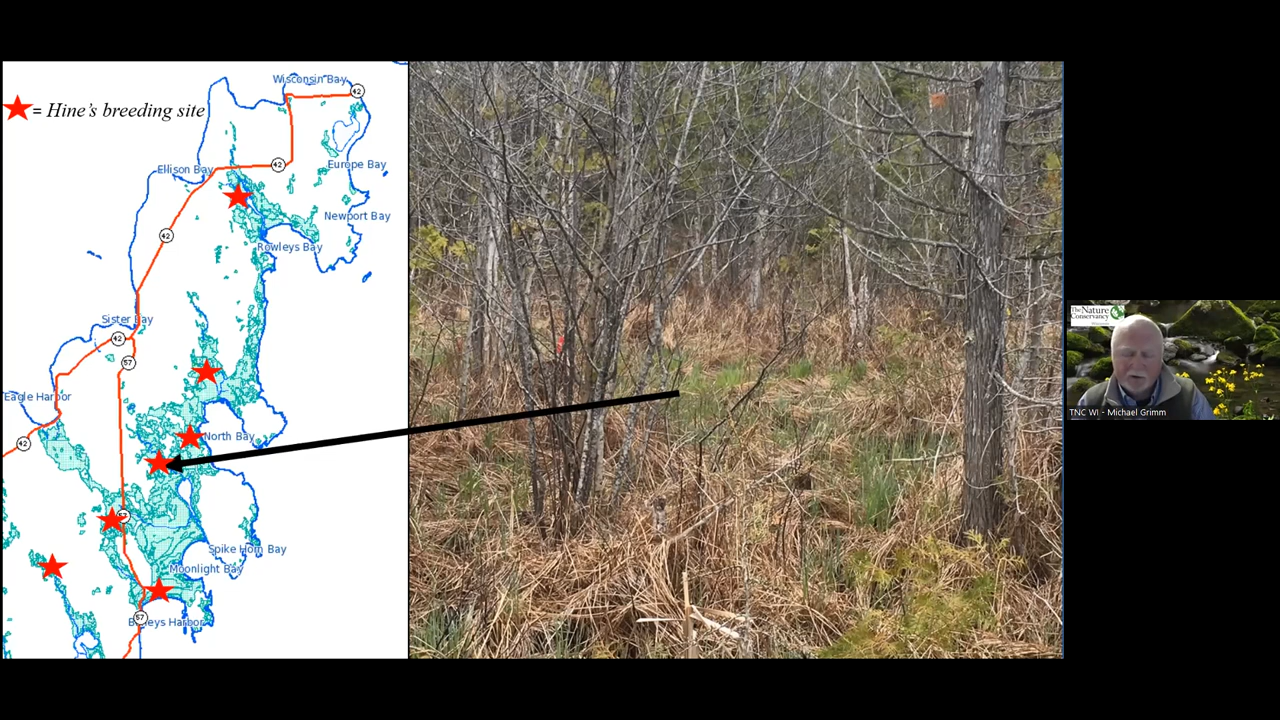 = Hine's breeding site
Wisconsin Bay
42
Ellison Bay
42
Europe Bay
Newport Bay
42
Rowleys Bay
Sister Bay
42
57
Eagle Harbor
42
North Bay
57
Spike Horn Bay
Moonlight Bay
57
Baileys Harbor
The Nature
Conservancy
TNC WI - Michael Grimm